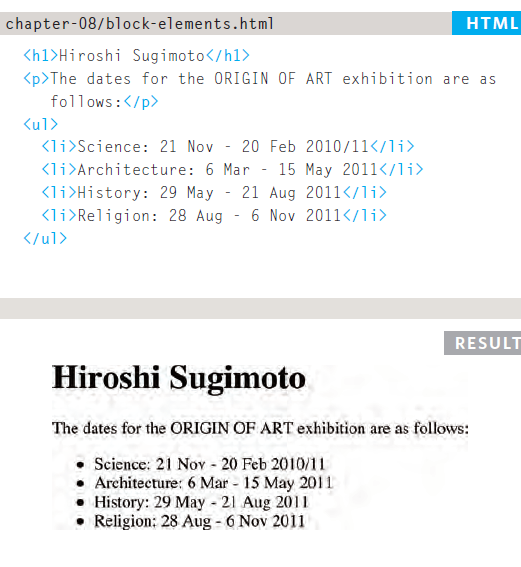 chapter-08/block-elements.html
HTML
<h1>Hiroshi Sugimoto</h1>
<p>The dates for the ORIGIN OF ART exhibition are as
follows:</p>
<ul>
<li>Science: 21 Nov - 20 Feb 2010/11</li>
<li>Architecture: 6 Mar - 15 May 2011</li>
<li>History: 29 May - 21 Aug 2011</li>
<li>Religion: 28 Aug - 6 Nov 2011</li>
</ul>
RESULT
Hiroshi Sugimoto
The dates for the ORIGIN OF ART exhibition are as follows:
• Science: 21 Nov - 20 Feb 2010/11
• Architecture: 6 Mar - 15 May 2011
• History: 29 May - 21 Aug 2011
• Religion: 28 Aug - 6 Nov 2011